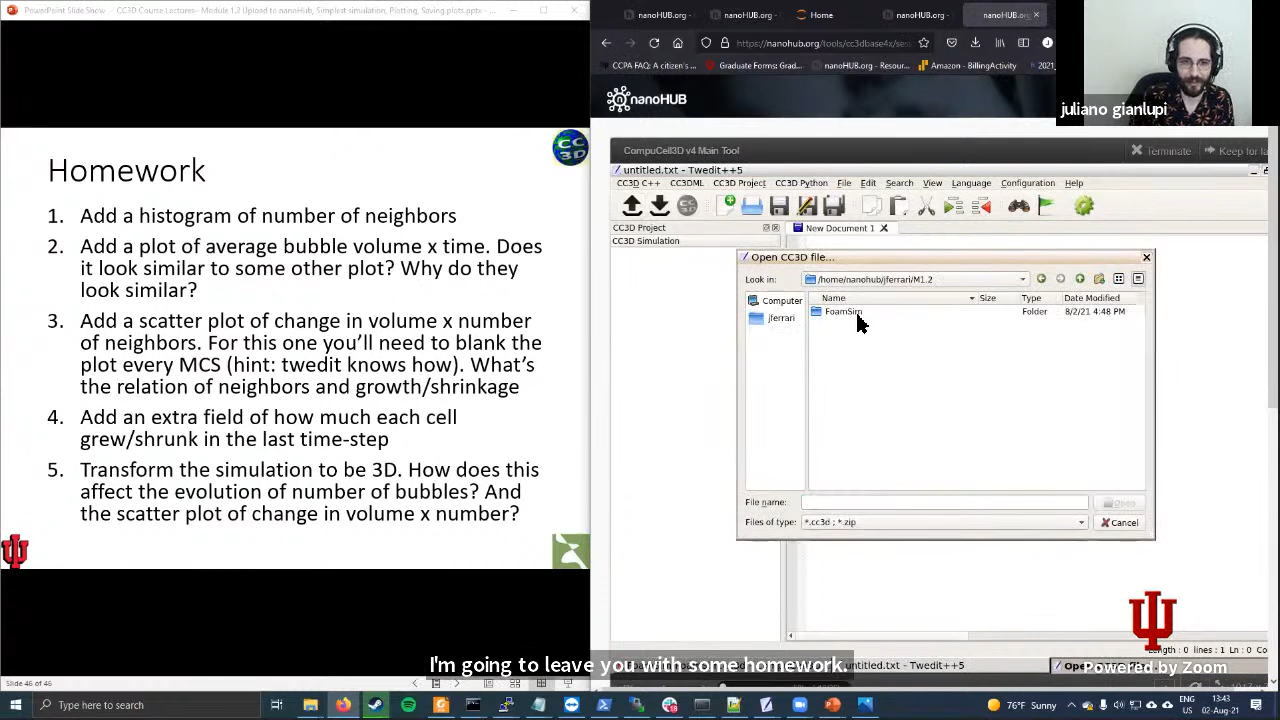 PowerPoint Slide Show - CC3D Course Lectures-- Module 1.2 Upload to nanoHub, Simplest simulation, Plotting, Saving plots.pptx
nanoHUB.org -
nanoHUB.org
Home
nanoHUB.org -
nanoHUB.org
https://nanohub.org/tools/cc3dbase4x/ses
CCPA FAQ: A citizen's...
Graduate Forms: Gra...
nanoHUB.org - Resour...
Amazon - BillingActivity
2021
nanoHUB
juliano gianlupi
CompuCell3D v4 Main Tool
Terminate
Keep for la
untitled.txt - Twedit++5
CC3D C++
CC3DML
CC3D Project
CC3D Python
File
Edit
Search
View
Language
Configuration
Help
CC3D Project
New Document 1
CC3D Simulation
Open CC3D file...
Look in:
/home/nanohub/jferrari/M1.2
Computer
jferrari
Name
Size
Type
Date Modified
FoamSim
Folder
8/2/21 4:48 PM
File name:
Files of type:
*.cc3d ; *.zip
Cancel
CC
3D
Homework
1. Add a histogram of number of neighbors
2. Add a plot of average bubble volume x time. Does
it look similar to some other plot? Why do they
look similar?
3. Add a scatter plot of change in volume x number
of neighbors. For this one you'll need to blank the
plot every MCS (hint: twedit knows how). What's
the relation of neighbors and growth/shrinkage
4. Add an extra field of how much each cell
grew/shrunk in the last time-step
5. Transform the simulation to be 3D. How does this
affect the evolution of number of bubbles? And
the scatter plot of change in volume x number?
I'm going to leave you with some homework.
Length : 0 lines : 1 Ln : 0
untitled.txt - Twedit++5
Powered by Zoom
Slide 46 of 46
Type here to search
76°F Sunny
ENG
US
13:43
02-Aug-21